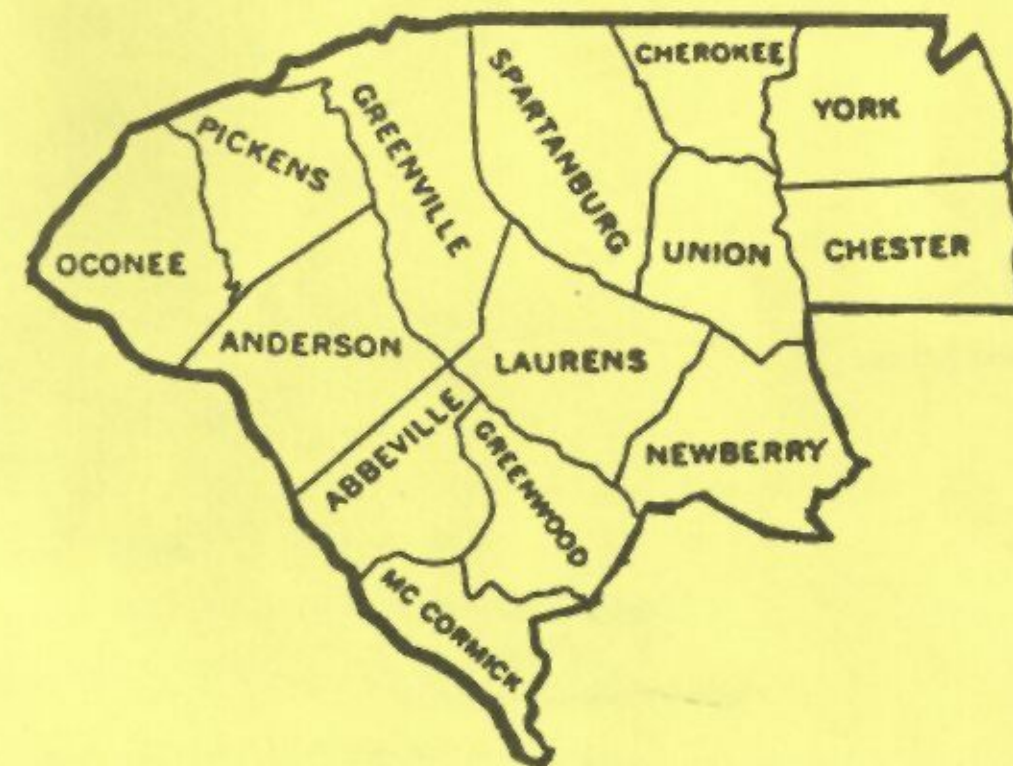 CHEROKEE
SPARTANBURG
YORK
GREENVILLE
PICKENS
OCONEE
UNION
CHESTER
ANDERSON
LAURENS
ABBEVILLE
GREENWOOD
NEWBERRY
MC CORMICK